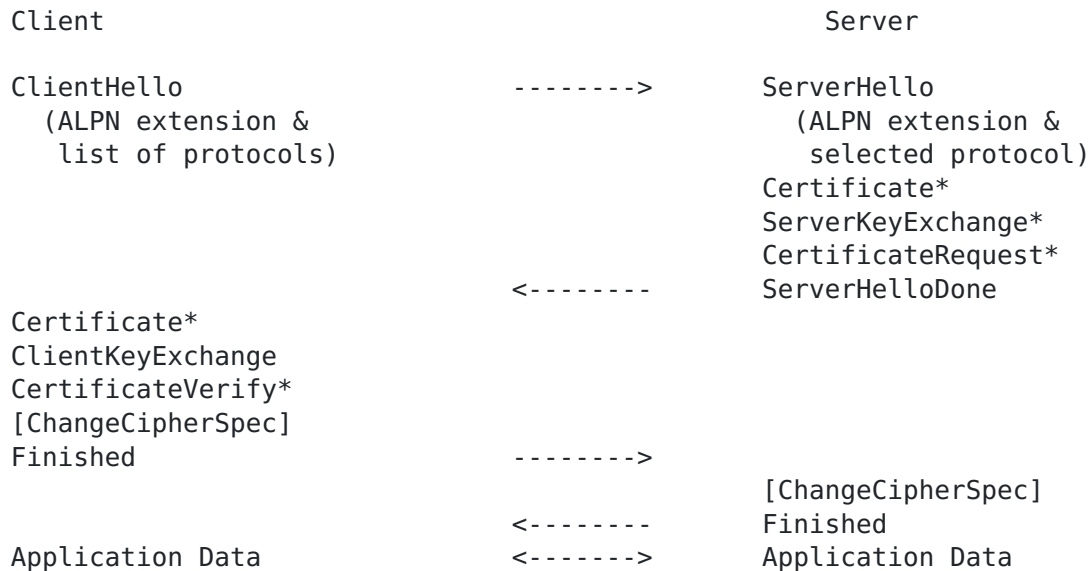 Client                                              Server

ClientHello                     -------->       ServerHello
  (ALPN extension &                               (ALPN extension &
   list of protocols)                              selected protocol)
                                                Certificate*
                                                ServerKeyExchange*
                                                CertificateRequest*
                                <--------       ServerHelloDone
Certificate*
ClientKeyExchange
CertificateVerify*
[ChangeCipherSpec]
Finished                        -------->
                                                [ChangeCipherSpec]
                                <--------       Finished
Application Data                <------->       Application Data